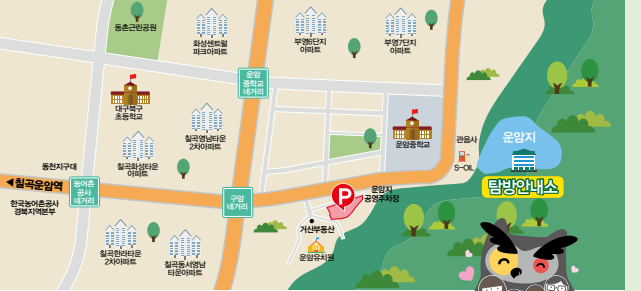 동촌근린공원
화성센트럴
파크아파트
부영6단지
아파트
부영7단지
아파트
운암
중학교
네거리
대구북구
초등학교
칠곡영남타운
2차아파트
운암중학교
관음사
S-OIL
운암지
탐방안내소
칠곡화성타운
아파트
동천지구대
칠곡운암역
농어촌
공사
네거리
구암
네거리
운암지
공영주차장
P
한국농어촌공사
경북지역본부
거산부동산
운암유치원
칠곡한라타운
2차아파트
칠곡동서영남
타운아파트